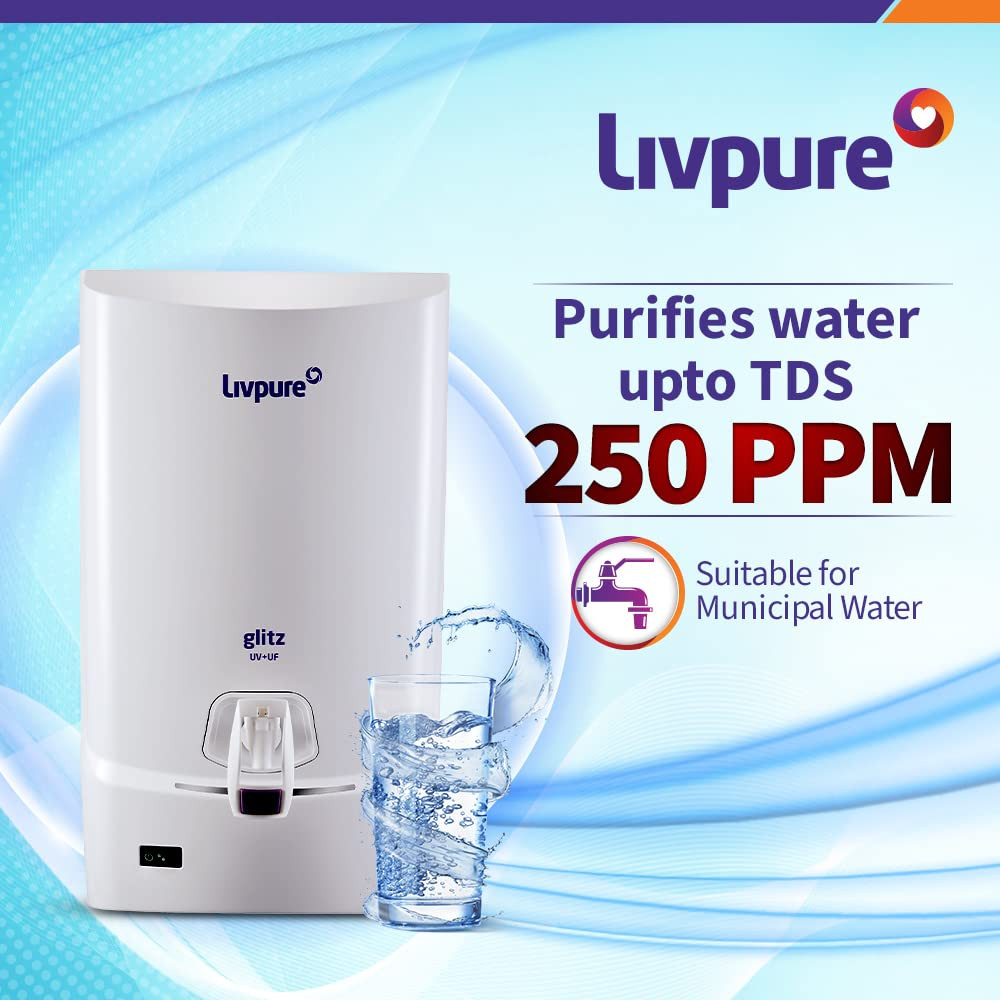 Livpure
Purifies water
upto TDS
250 PPM
Suitable for
Municipal Water
Livpure
glitz
UV+UF